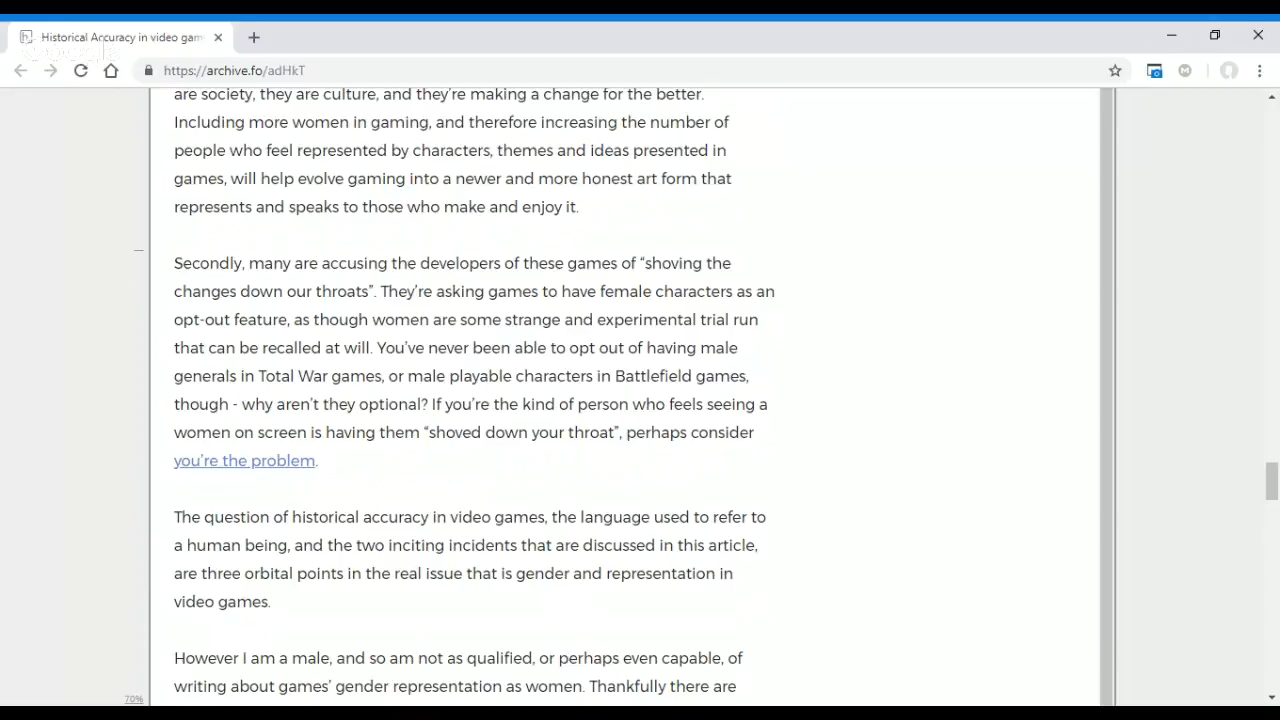 Historical Accuracy in video gam
https://archive.fo/adHkT
are society, they are culture, and they’re making a change for the better.
Including more women in gaming, and therefore increasing the number of
people who feel represented by characters, themes and ideas presented in
games, will help evolve gaming into a newer and more honest art form that
represents and speaks to those who make and enjoy it.
Secondly, many are accusing the developers of these games of “shoving the
changes down our throats”. They’re asking games to have female characters as an
opt-out feature, as though women are some strange and experimental trial run
that can be recalled at will. You’ve never been able to opt out of having male
generals in Total War games, or male playable characters in Battlefield games,
though - why aren’t they optional? If you’re the kind of person who feels seeing a
women on screen is having them “shoved down your throat”, perhaps consider
you’re the problem.
The question of historical accuracy in video games, the language used to refer to
a human being, and the two inciting incidents that are discussed in this article,
are three orbital points in the real issue that is gender and representation in
video games.
However I am a male, and so am not as qualified, or perhaps even capable, of
writing about games’ gender representation as women. Thankfully there are
70%